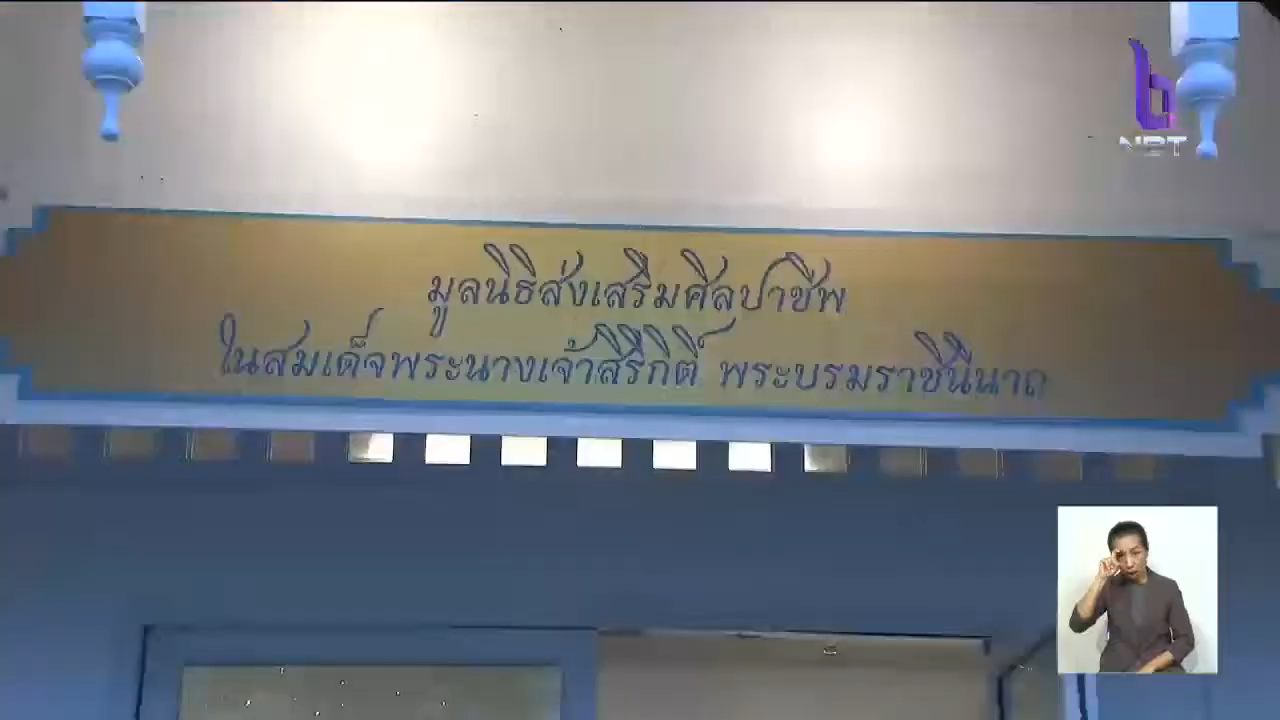 NBT
มูลนิธิส่งเสริมศิลปาชีพ
ในสมเด็จพระนางเจ้าสิริกิติ์ พระบรมราชินีนาถ